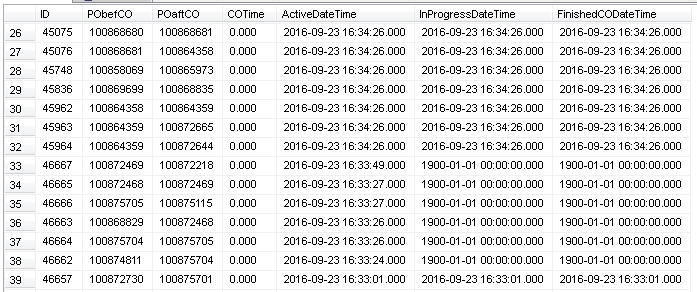 ID PObefCO POaftCO COTime ActiveDateTime InProgressDateTime FinishedCODateTime
26 45075 100868680 100868681 0.000 2016-09-23 16:34:26.000 2016-09-23 16:34:26.000 2016-09-23 16:34:26.000
27 45076 100868681 100864358 0.000 2016-09-23 16:34:26.000 2016-09-23 16:34:26.000 2016-09-23 16:34:26.000
28 45748 100858069 100865973 0.000 2016-09-23 16:34:26.000 2016-09-23 16:34:26.000 2016-09-23 16:34:26.000
29 45836 100869699 100868835 0.000 2016-09-23 16:34:26.000 2016-09-23 16:34:26.000 2016-09-23 16:34:26.000
30 45962 100864358 100864359 0.000 2016-09-23 16:34:26.000 2016-09-23 16:34:26.000 2016-09-23 16:34:26.000
31 45963 100864359 100872665 0.000 2016-09-23 16:34:26.000 2016-09-23 16:34:26.000 2016-09-23 16:34:26.000
32 45964 100864359 100872644 0.000 2016-09-23 16:34:26.000 2016-09-23 16:34:26.000 2016-09-23 16:34:26.000
33 46667 100872469 100872218 0.000 2016-09-23 16:33:49.000 1900-01-01 00:00:00.000 1900-01-01 00:00:00.000
34 46665 100872468 100872469 0.000 2016-09-23 16:33:27.000 1900-01-01 00:00:00.000 1900-01-01 00:00:00.000
35 46666 100875705 100875115 0.000 2016-09-23 16:33:27.000 1900-01-01 00:00:00.000 1900-01-01 00:00:00.000
36 46663 100868829 100872468 0.000 2016-09-23 16:33:26.000 1900-01-01 00:00:00.000 1900-01-01 00:00:00.000
37 46664 100875704 100875705 0.000 2016-09-23 16:33:26.000 1900-01-01 00:00:00.000 1900-01-01 00:00:00.000
38 46662 100874811 100875704 0.000 2016-09-23 16:33:24.000 1900-01-01 00:00:00.000 1900-01-01 00:00:00.000
39 46657 100872730 100875701 0.000 2016-09-23 16:33:01.000 2016-09-23 16:33:01.000 2016-09-23 16:33:01.000